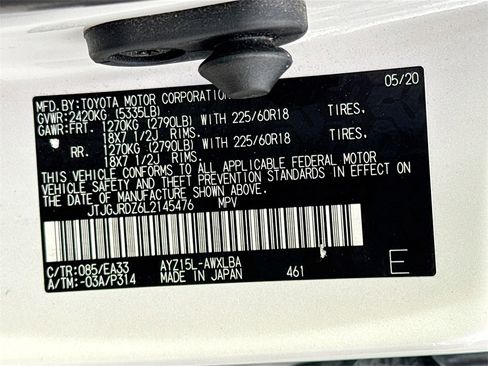 MFD.BY:TOYOTA MOTOR CORPORATION 05/20
GVWR:2420KG (5335LB)
GAWR:FRT. 1270KG (2790LB) WITH 225/60R18 TIRES.
18X7 1/2J RIMS.
RR. 1270KG (2790LB) WITH 225/60R18 TIRES.
18X7 1/2J RIMS.
THIS VEHICLE CONFORMS TO ALL APPLICABLE FEDERAL MOTOR
VEHICLE SAFETY AND THEFT PREVENTION STANDARDS IN EFFECT ON
THE DATE OF MANUFACTURE SHOWN ABOVE.
JTJGJRDZ6L2145476 MPV
C/TR:085/EA33 AYZ15L-AWXLBA
A/TM:-03A/P314 MADE IN JAPAN 461 E